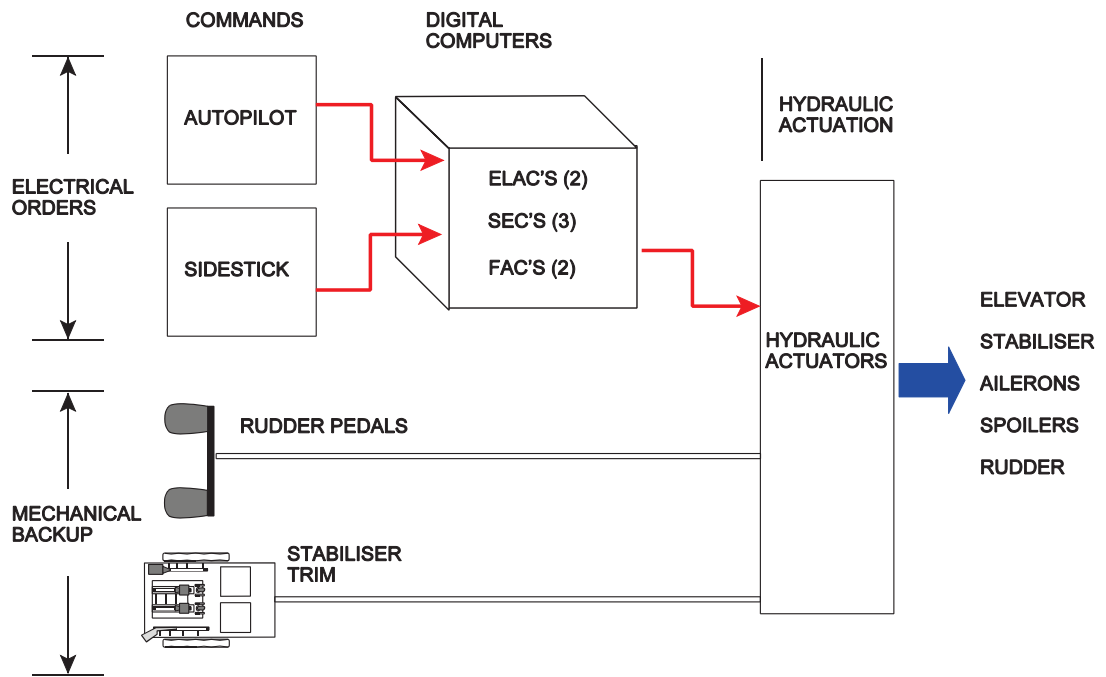 COMMANDS
DIGITAL
COMPUTERS
HYDRAULIC
ACTUATION
ELECTRICAL
ORDERS
AUTOPILOT
SIDESTICK
ELAC'S (2)
SEC'S (3)
FAC'S (2)
HYDRAULIC
ACTUATORS
ELEVATOR
STABILISER
AILERONS
SPOILERS
RUDDER
MECHANICAL
BACKUP
RUDDER PEDALS
STABILISER
TRIM